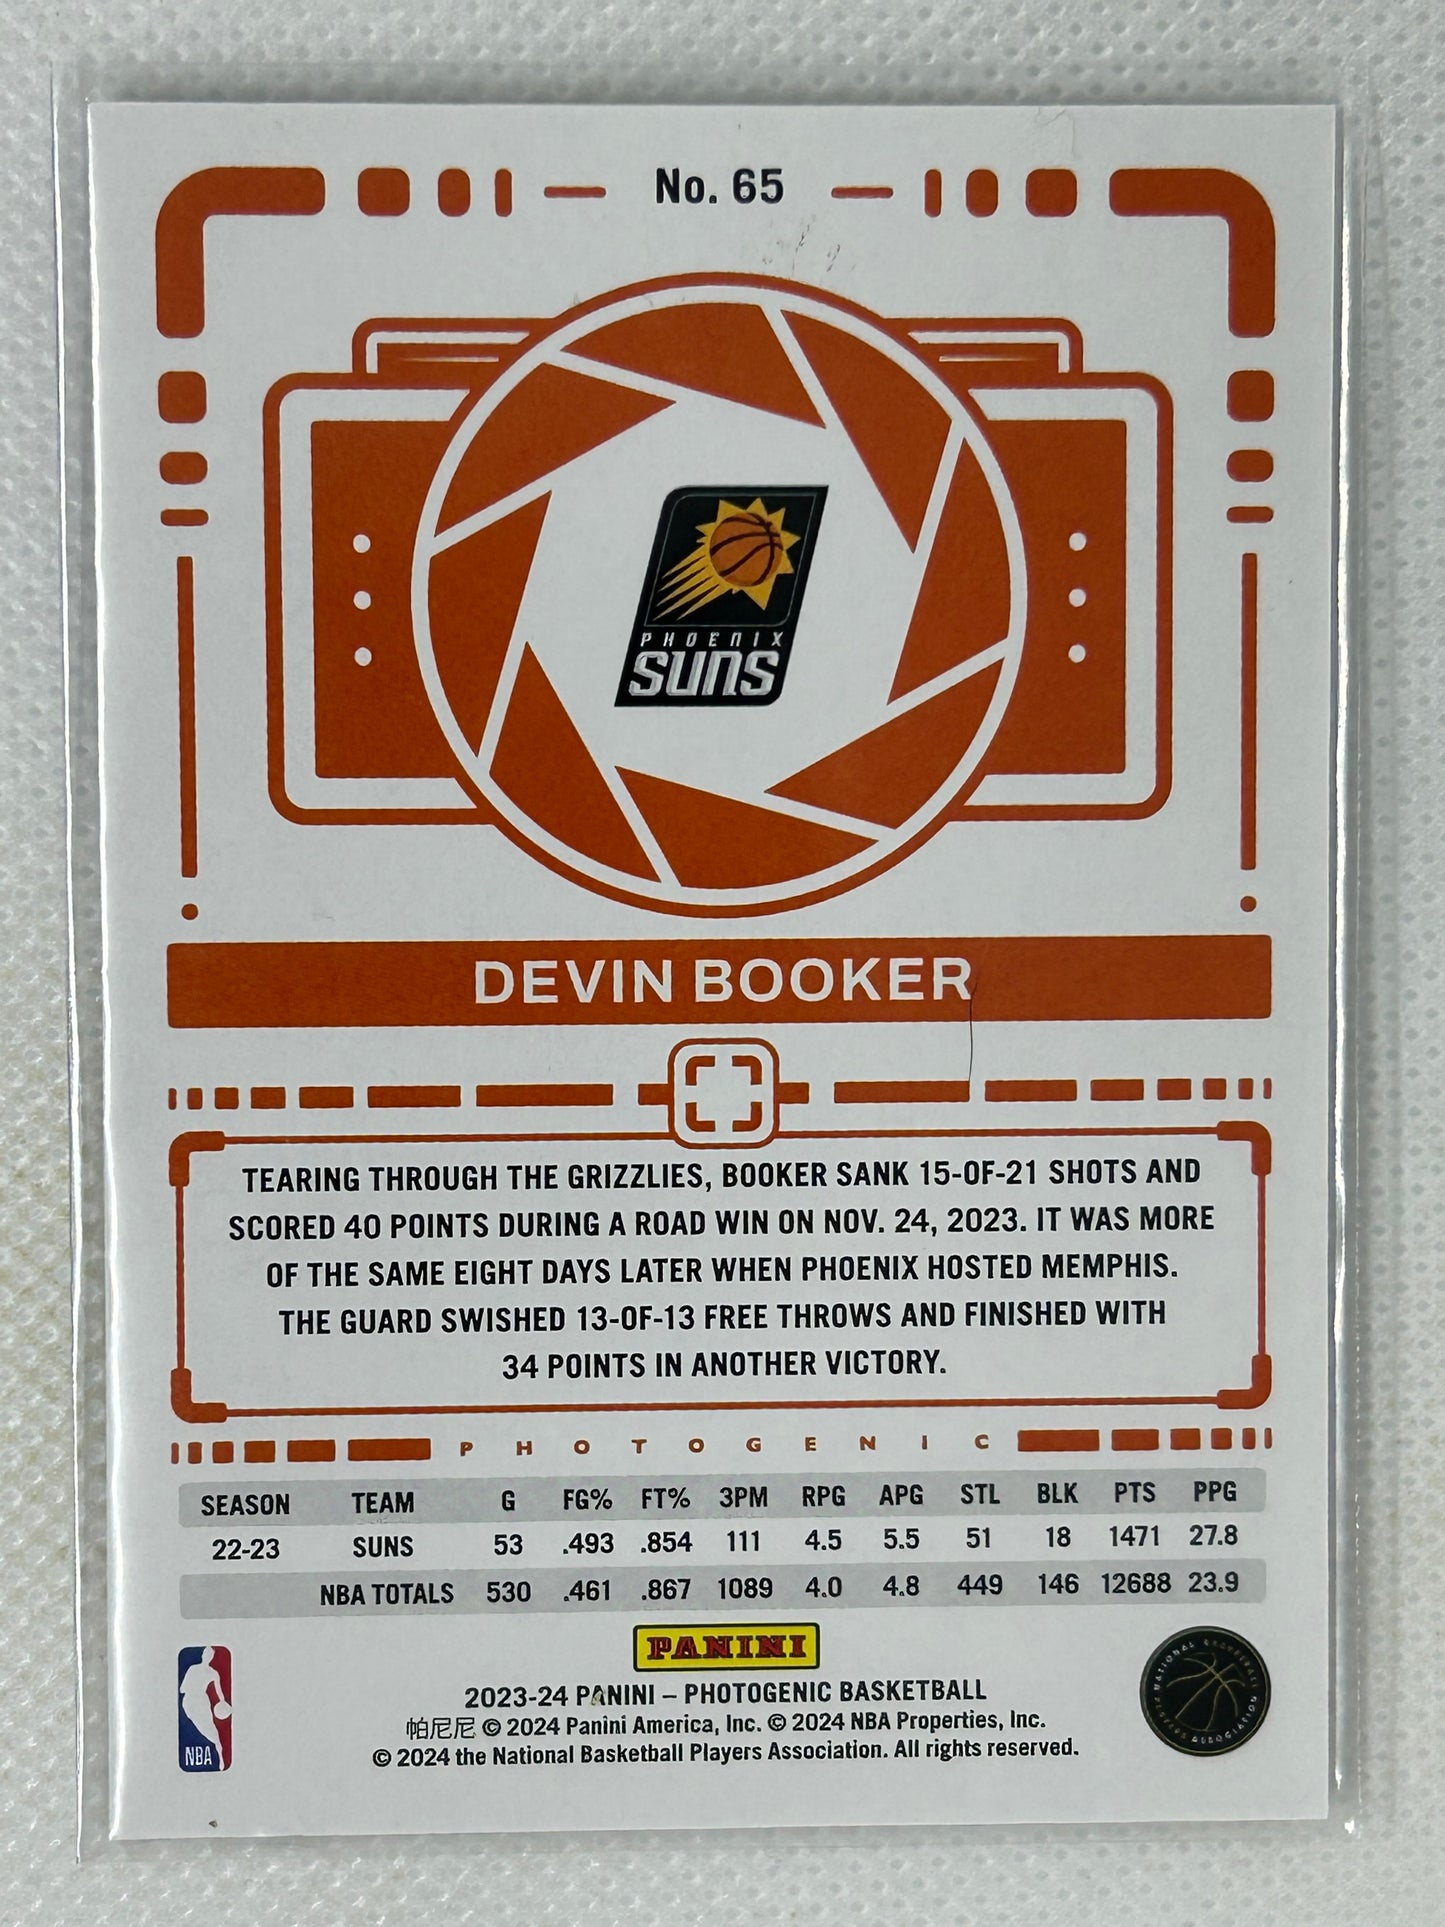 No. 65
PHOENIX
SUNS
DEVIN BOOKER
TEARING THROUGH THE GRIZZLIES, BOOKER SANK 15-OF-21 SHOTS AND
SCORED 40 POINTS DURING A ROAD WIN ON NOV. 24, 2023. IT WAS MORE
OF THE SAME EIGHT DAYS LATER WHEN PHOENIX HOSTED MEMPHIS.
THE GUARD SWISHED 13-OF-13 FREE THROWS AND FINISHED WITH
34 POINTS IN ANOTHER VICTORY.
PHOTOGENIC
SEASON TEAM G FG% FT% 3PM RPG APG STL BLK PTS PPG
22-23 SUNS 53 .493 .854 111 4.5 5.5 51 18 1471 27.8
NBA TOTALS 530 .461 .867 1089 4.0 4.8 449 146 12688 23.9
PANINI
2023-24 PANINI – PHOTOGENIC BASKETBALL
帕尼尼 © 2024 Panini America, Inc. © 2024 NBA Properties, Inc.
© 2024 the National Basketball Players Association. All rights reserved.
NBA
NATIONAL BASKETBALL
PLAYERS ASSOCIATION